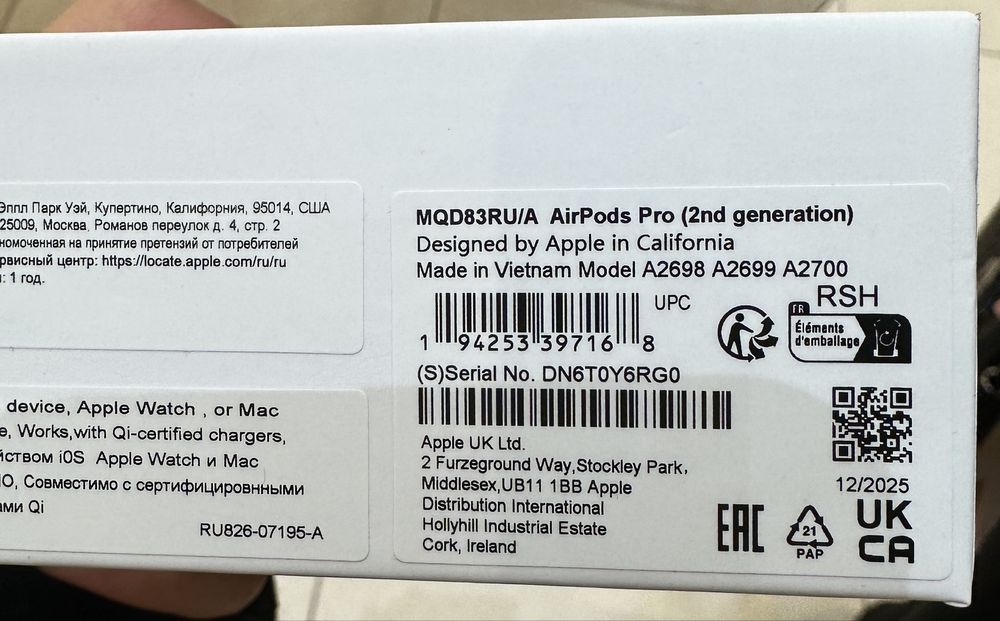 Эппл Парк Уэй, Купертино, Калифорния, 95014, США
25009, Москва, Романов переулок д. 4, стр. 2
номоченная на принятие претензий от потребителей
рвисный центр: https://locate.apple.com/ru/ru
: 1 год.
device, Apple Watch , or Mac
e, Works,with Qi-certified chargers,
йством iOS Apple Watch и Mac
Ю, Совместимо с сертифицировннными
ами Qi
RU826-07195-A
MQD83RU/A AirPods Pro (2nd generation)
Designed by Apple in California
Made in Vietnam Model A2698 A2699 A2700
UPC
1 94253 39716 8
RSH
FR
Éléments
d'emballage
(S)Serial No. DN6T0Y6RG0
Apple UK Ltd.
2 Furzeground Way,Stockley Park,
Middlesex,UB11 1BB Apple
Distribution International
Hollyhill Industrial Estate
Cork, Ireland
12/2025
EAC
21
PAP
UK
CA